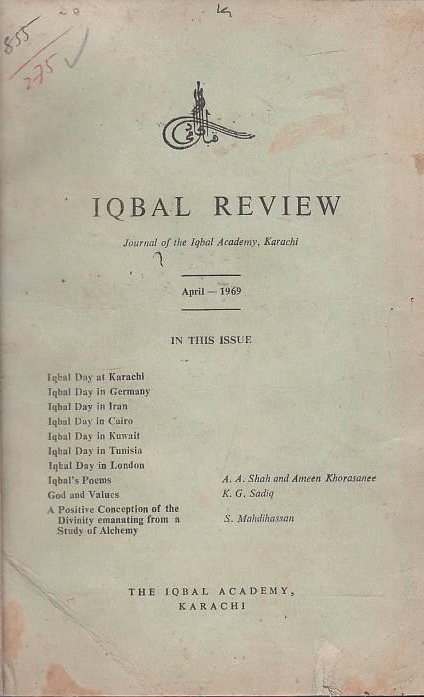 855
275
IQBAL REVIEW
Journal of the Iqbal Academy, Karachi
April — 1969
IN THIS ISSUE
Iqbal Day at Karachi
Iqbal Day in Germany
Iqbal Day in Iran
Iqbal Day in Cairo
Iqbal Day in Kuwait
Iqbal Day in Tunisia
Iqbal Day in London
Iqbal's Poems A. A. Shah and Ameen Khorasanee
God and Values K. G. Sadiq
A Positive Conception of the
Divinity emanating from a S. Mahdihassan
Study of Alchemy
THE IQBAL ACADEMY,
KARACHI